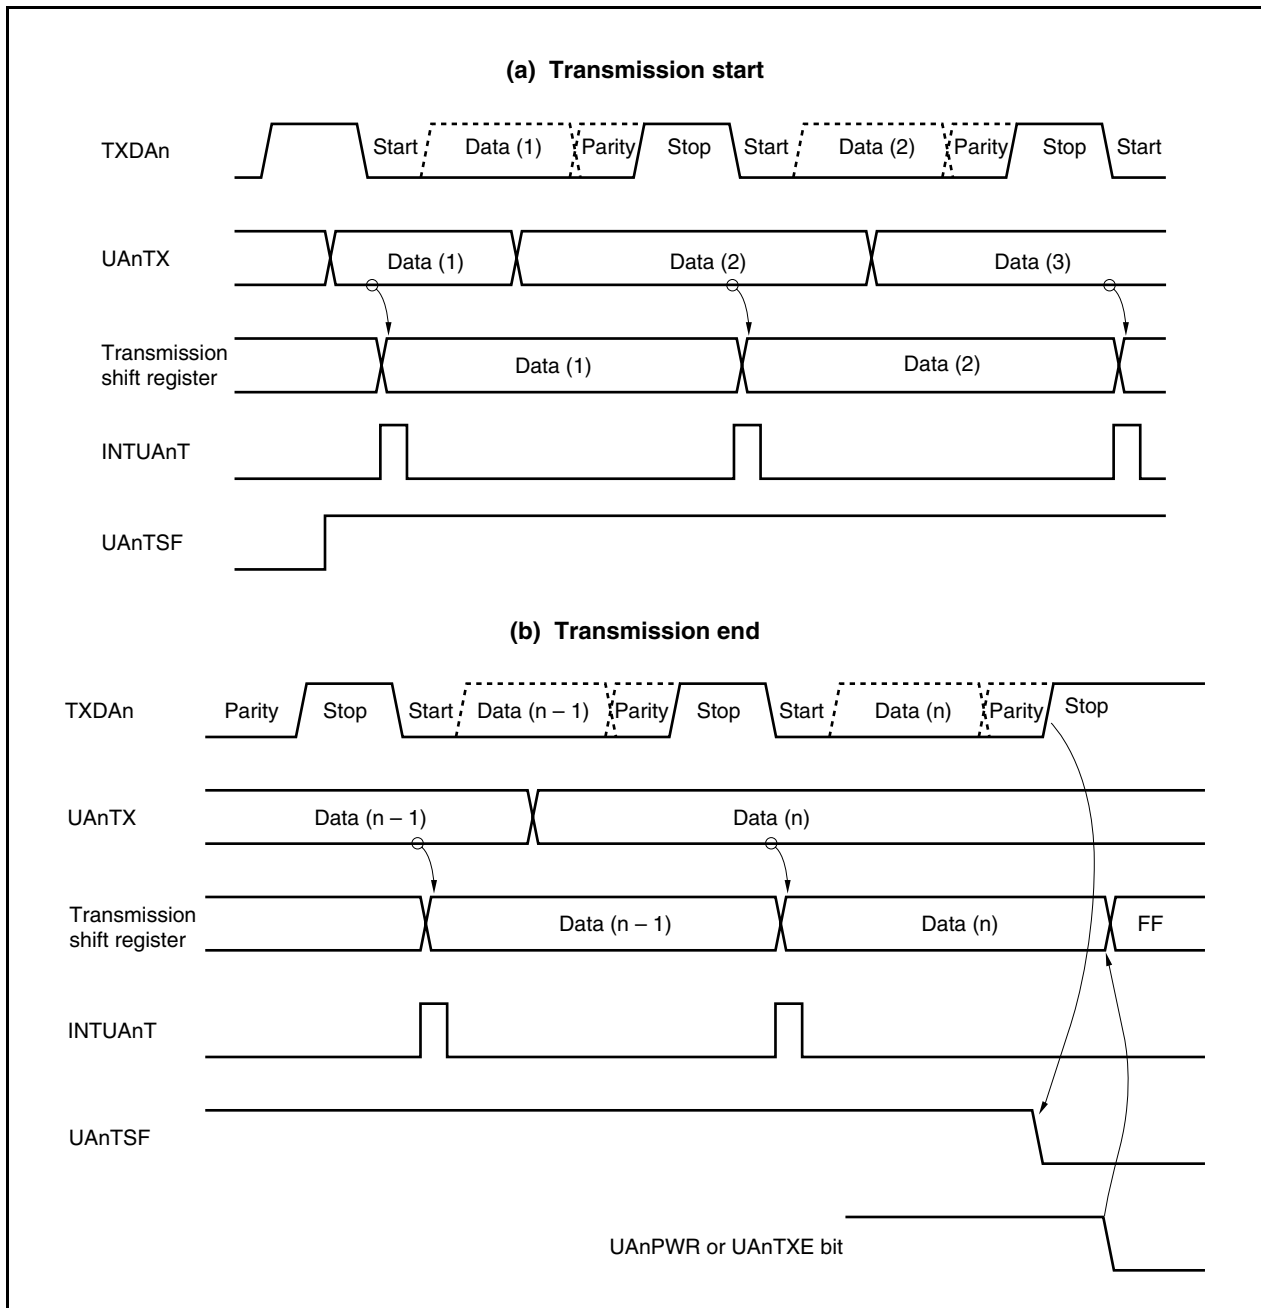 (a) Transmission start
TXDAn
Start Data (1) Parity Stop Start Data (2) Parity Stop Start
UAnTX
Data (1) Data (2) Data (3)
Transmission
shift register
Data (1) Data (2)
INTUAnT
UAnTSF
(b) Transmission end
TXDAn
Parity Stop Start Data (n – 1) Parity Stop Start Data (n) Parity Stop
UAnTX
Data (n – 1) Data (n)
Transmission
shift register
Data (n – 1) Data (n) FF
INTUAnT
UAnTSF
UAnPWR or UAnTXE bit